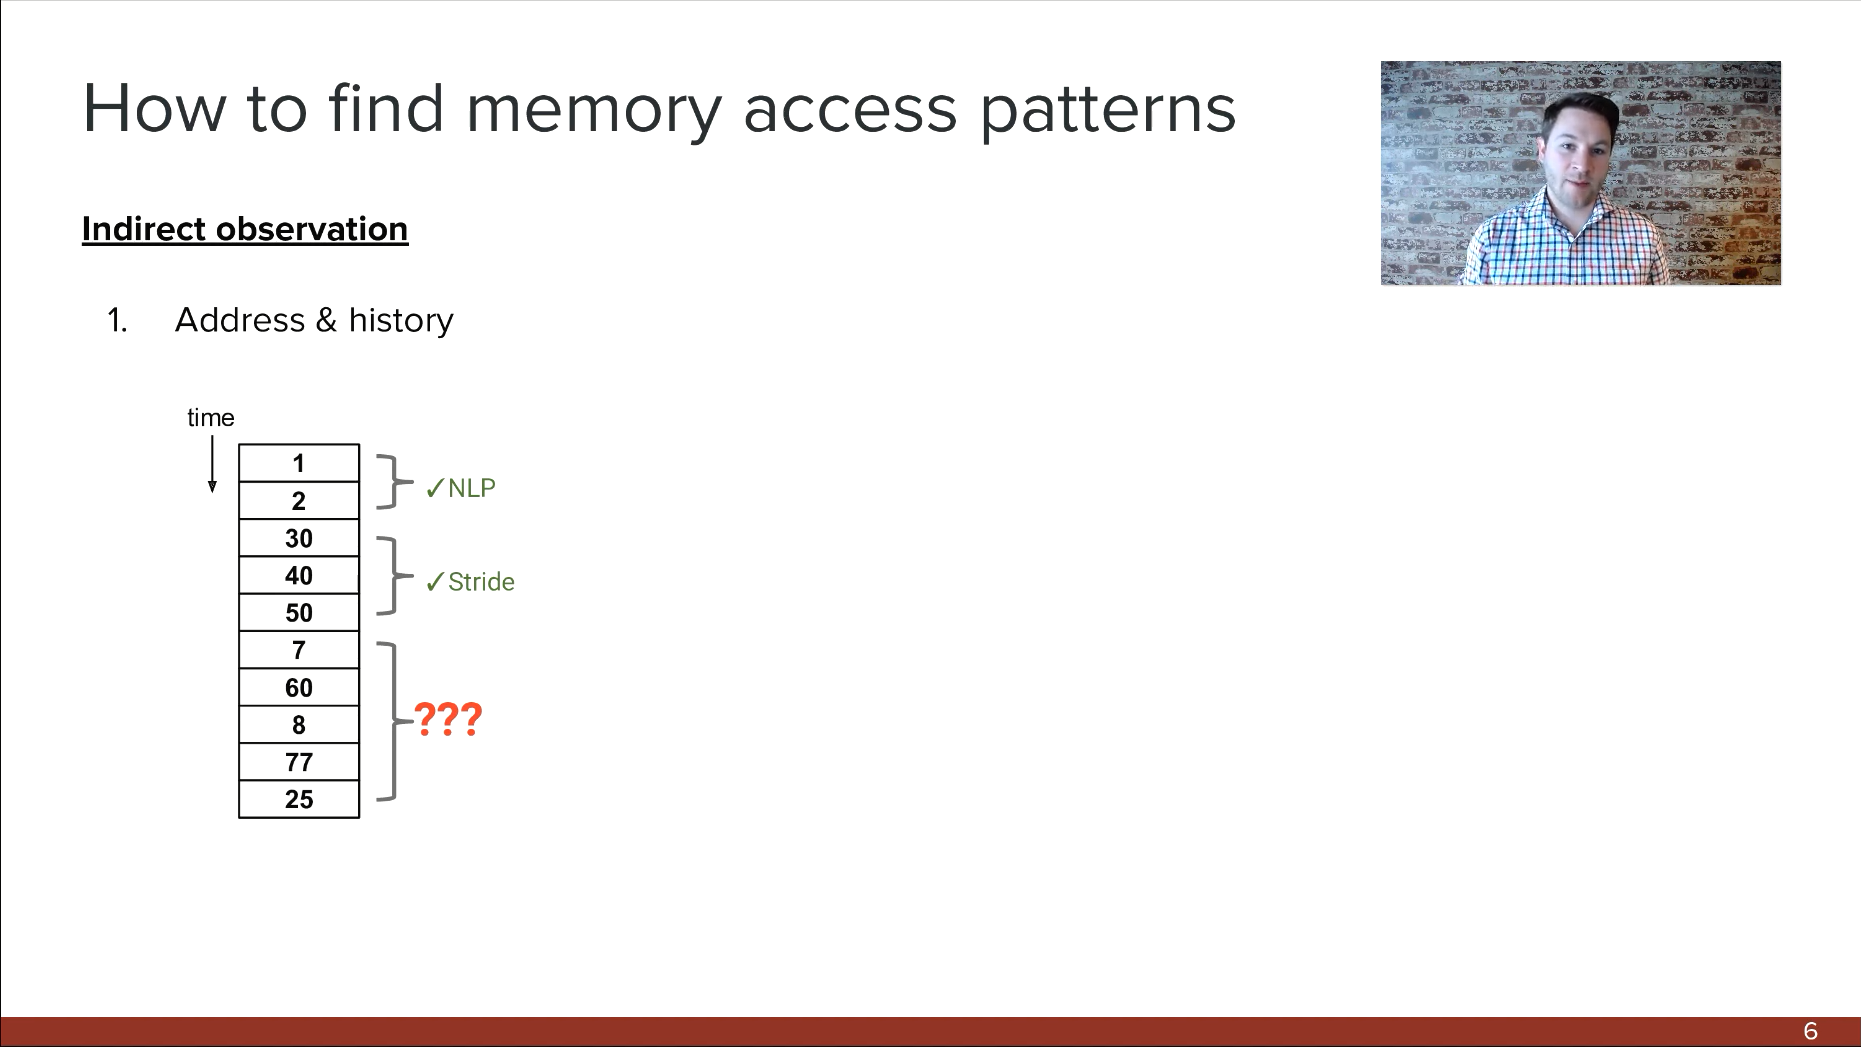 How to find memory access patterns
Indirect observation
1. Address & history
time
1
2
✓NLP
30
40
50
✓Stride
7
60
8
77
25
???
6